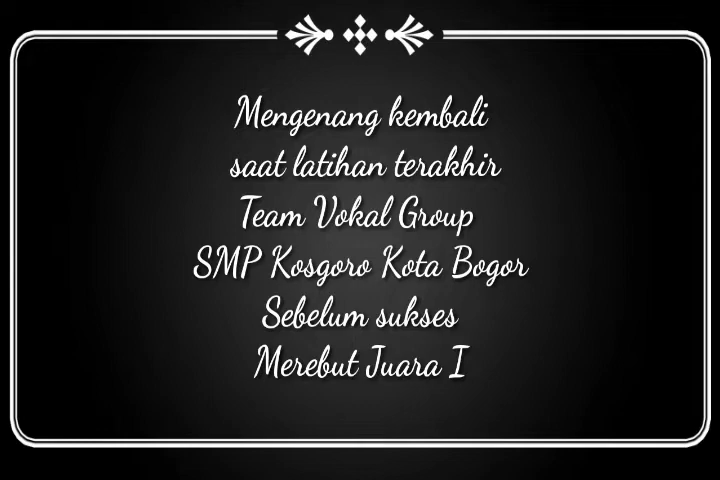 Mengenang kembali
saat latihan terakhir
Team Vokal Group
SMP Kosgoro Kota Bogor
Sebelum sukses
Merebut Juara I